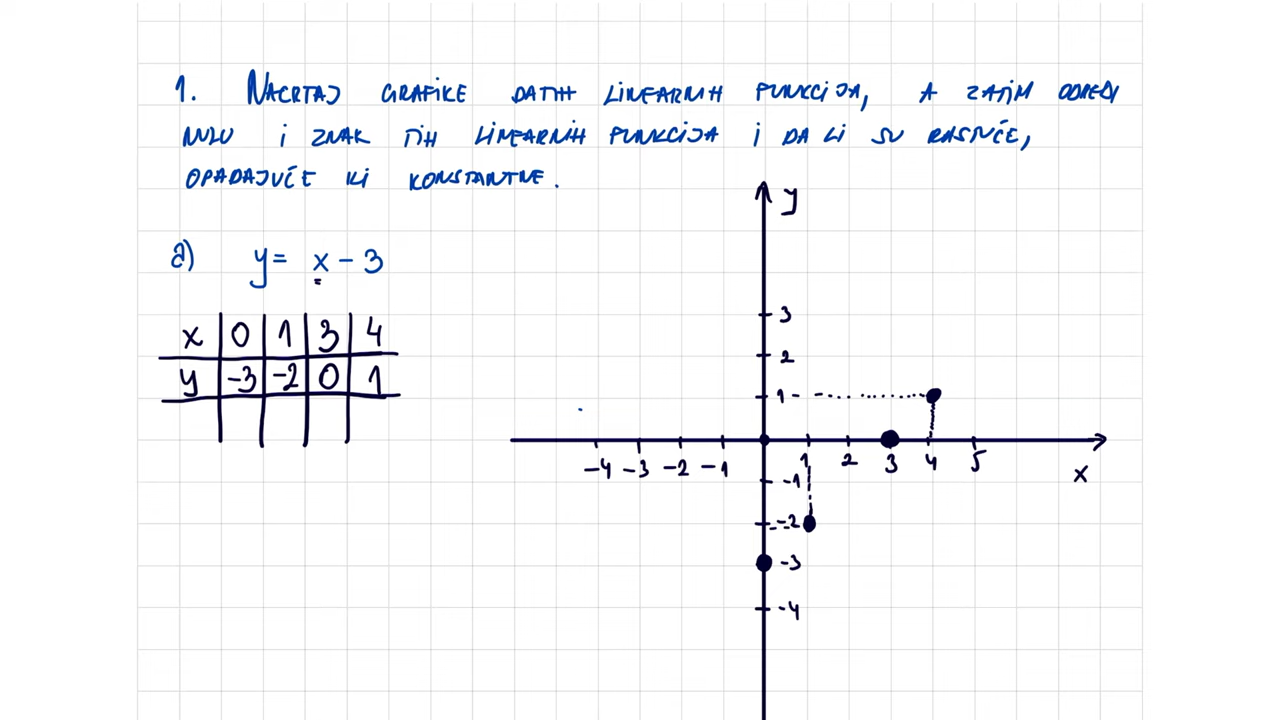 1. NACRTAJ GRAFIKE DATIH LINEARNIH FUNKCIJA, A ZATIM ODREDI
NULU I ZNAK TIH LINEARNIH FUNKCIJA I DA LI SU RASTUĆE,
OPADAJUĆE ILI KONSTANTNE.
y
a) y = x - 3
3
x 0 1 3 4
2
y -3 -2 0 1
1
-4 -3 -2 -1 1 2 3 4 5
x
-1
-2
-3
-4